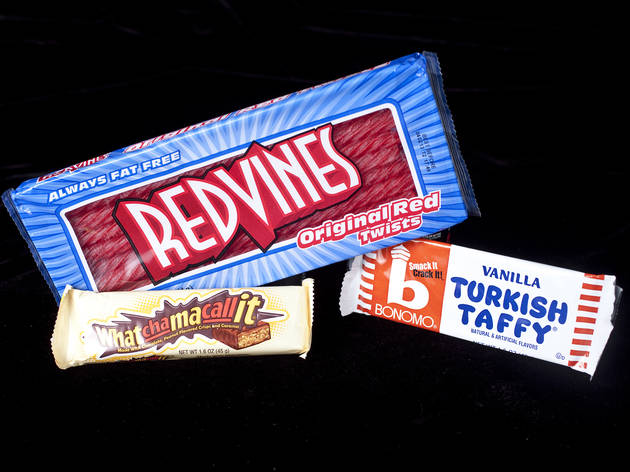 ALWAYS FAT FREE
REDVINES
Original Red
Twists
Whatchamacallit
NET WT 1.6 OZ (45 g)
Smack It
Crack It!
b
BONOMO®
VANILLA
TURKISH
TAFFY®
NATURAL & ARTIFICIAL FLAVORS